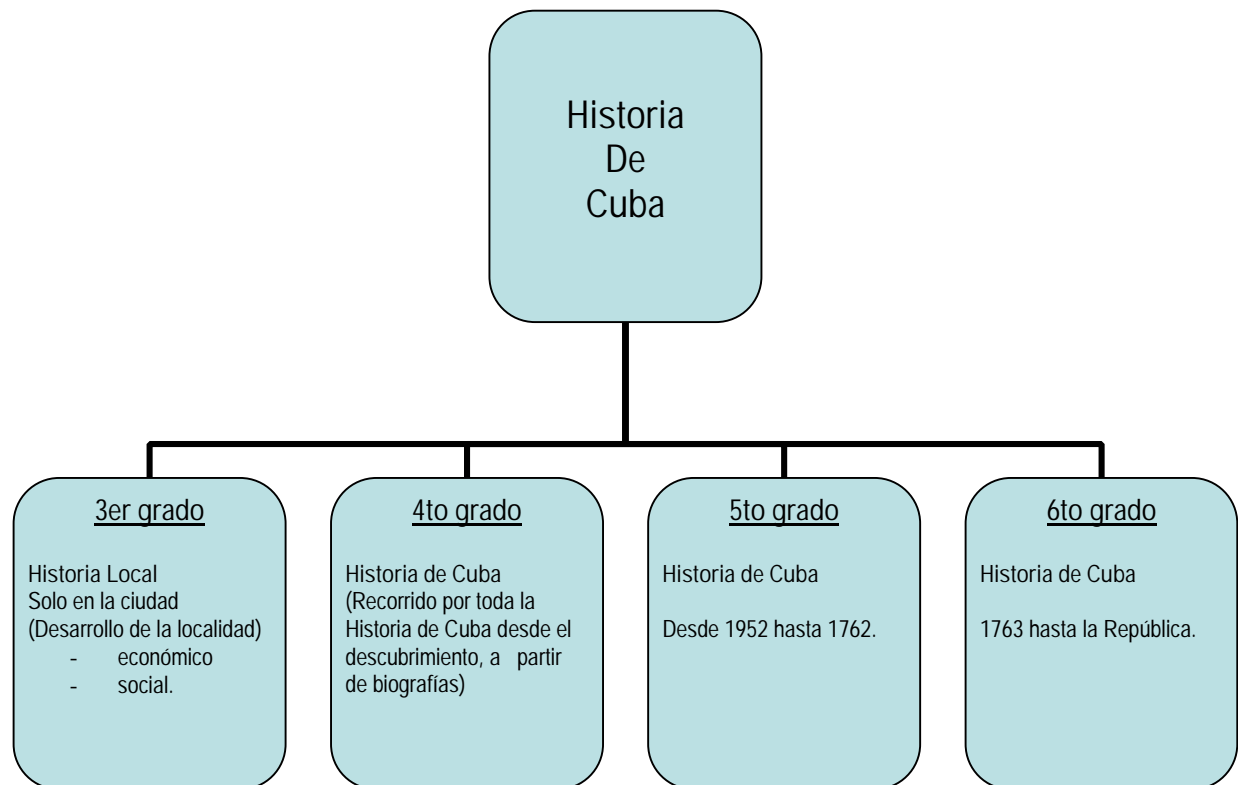 Historia
De
Cuba
3er grado
Historia Local
Solo en la ciudad
(Desarrollo de la localidad)
- económico
- social.
4to grado
Historia de Cuba
(Recorrido por toda la
Historia de Cuba desde el
descubrimiento, a partir
de biografías)
5to grado
Historia de Cuba
Desde 1952 hasta 1762.
6to grado
Historia de Cuba
1763 hasta la República.